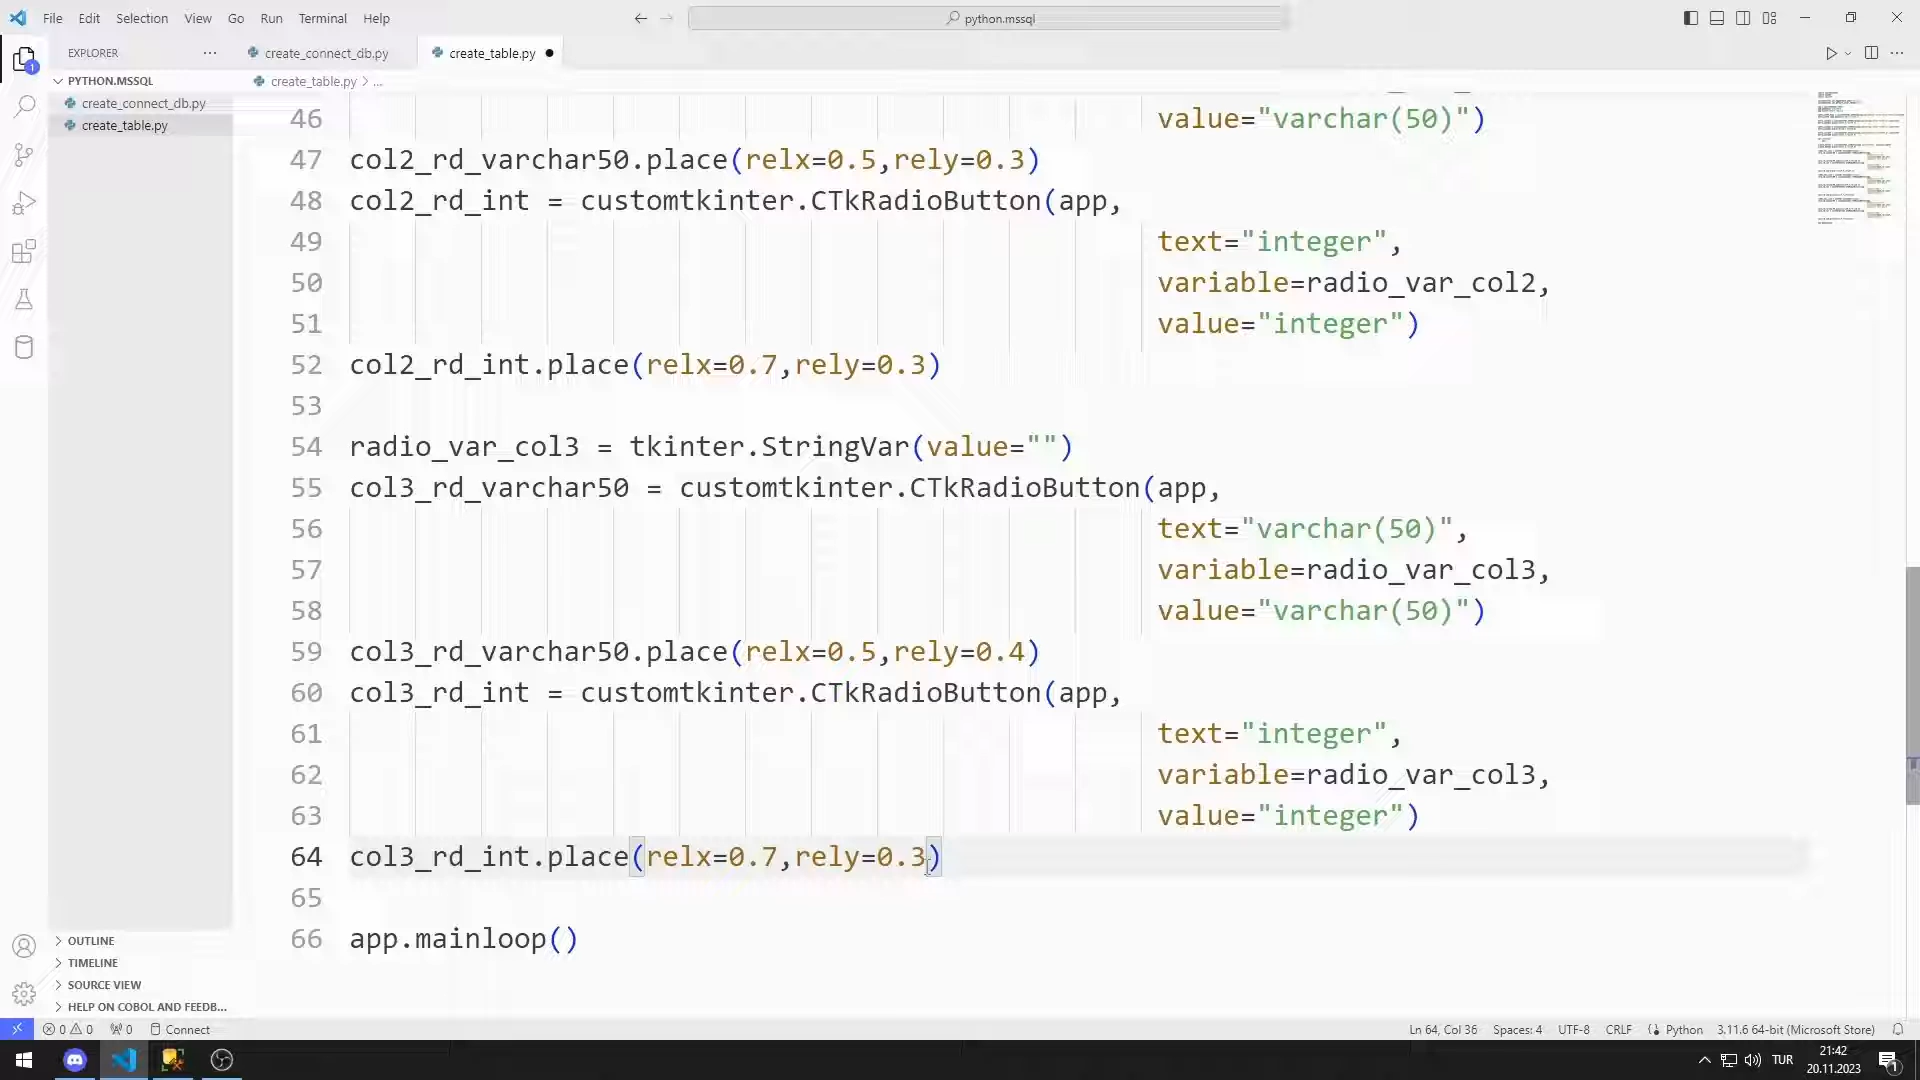 File Edit Selection View Go Run Terminal Help
python.mssql
EXPLORER
create_connect_db.py
create_table.py
PYTHON.MSSQL
create_table.py > ...
create_connect_db.py
create_table.py
46 value="varchar(50)")
47 col2_rd_varchar50.place(relx=0.5,rely=0.3)
48 col2_rd_int = customtkinter.CTkRadioButton(app,
49 text="integer",
50 variable=radio_var_col2,
51 value="integer")
52 col2_rd_int.place(relx=0.7,rely=0.3)
53
54 radio_var_col3 = tkinter.StringVar(value="")
55 col3_rd_varchar50 = customtkinter.CTkRadioButton(app,
56 text="varchar(50)",
57 variable=radio_var_col3,
58 value="varchar(50)")
59 col3_rd_varchar50.place(relx=0.5,rely=0.4)
60 col3_rd_int = customtkinter.CTkRadioButton(app,
61 text="integer",
62 variable=radio_var_col3,
63 value="integer")
64 col3_rd_int.place(relx=0.7,rely=0.3)
65
66 app.mainloop()
OUTLINE
TIMELINE
SOURCE VIEW
HELP ON COBOL AND FEEDB...
0 0 0 Connect
Ln 64, Col 36 Spaces: 4 UTF-8 CRLF Python 3.11.6 64-bit (Microsoft Store)
TUR
21:42
20.11.2023
1
1